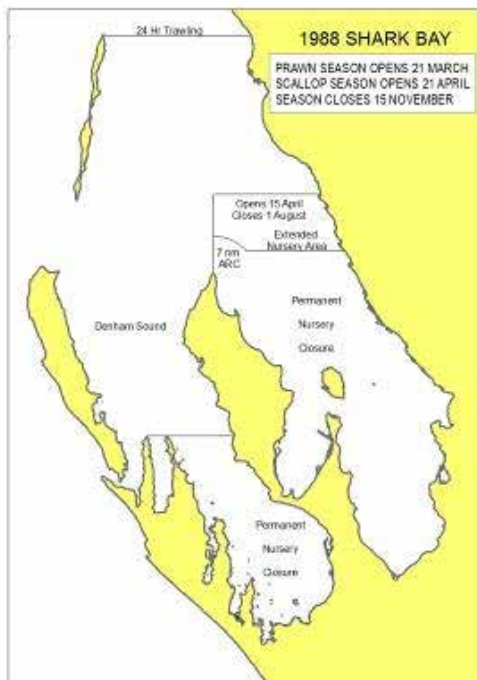 24 Hr Trawling
1988 SHARK BAY
PRAWN SEASON OPENS 21 MARCH
SCALLOP SEASON OPENS 21 APRIL
SEASON CLOSES 15 NOVEMBER
Opens 15 April
Closes 1 August
Extended
Nursery Area
7 nm
ARC
Permanent
Nursery
Closure
Denham Sound
Permanent
Nursery
Closure